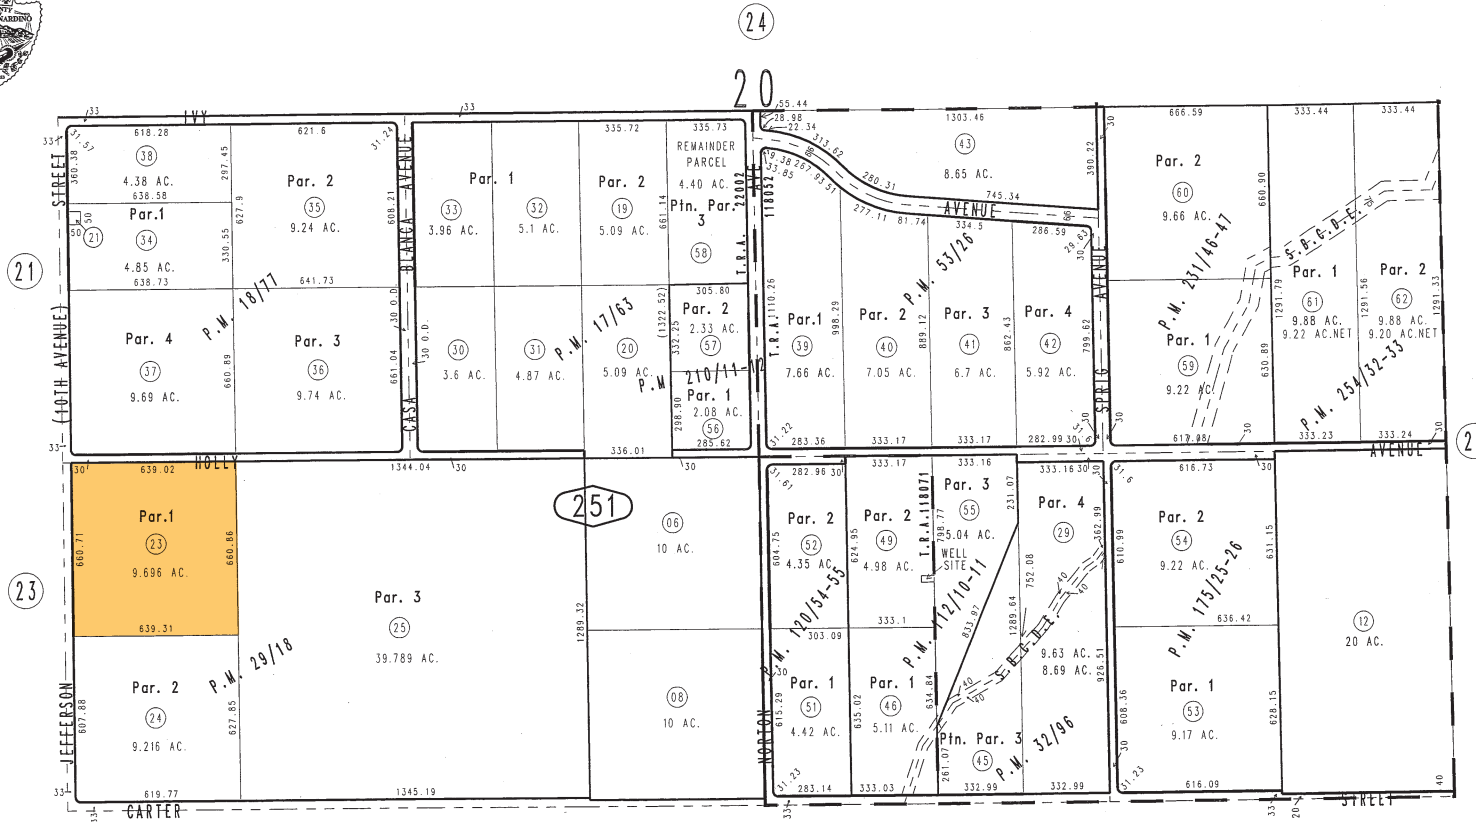 NTY
NARDINO
24
20
33
IVY
33
55.44
28.98
22.34
1303.46
666.59
333.44
333.44
31.57
33
618.28
621.6
31.24
335.72
335.73
30
360.38
38
4.38 AC.
638.58
297.45
REMAINDER
PARCEL
4.40 AC.
313.62
66
43
8.65 AC.
390.22
Par. 2
60
9.66 AC.
660.90
STREET
Par.1
34
4.85 AC.
638.73
50
50
21
330.55
627.9
Par. 2
35
9.24 AC.
641.73
608.21
BLANCA AVENUE
Par. 1
33
3.96 AC.
32
5.1 AC.
Par. 2
19
5.09 AC.
661.14
Ptn. Par.
3
58
T.R.A. 22002
AVE
118052
39.38
33.85
267.93
51
280.31
745.34
277.11
81.74
AVENUE
334.5
286.59
66
29.63
30
S.B.C.D.E.
21
P.M. 18/77
P.M. 17/63
P.M. 53/26
P.M. 231/46-47
Par. 1
61
9.88 AC.
9.22 AC.NET
1291.79
1291.56
Par. 2
62
9.88 AC.
9.20 AC.NET
1291.33
(10TH AVENUE)
Par. 4
37
9.69 AC.
660.89
Par. 3
36
9.74 AC.
661.04
30 O.D.
30 O.D.
CASA
30
3.6 AC.
31
4.87 AC.
20
5.09 AC.
(1322.52)
305.80
Par. 2
2.33 AC.
57
332.25
P.M. 210/11-12
Par. 1
2.08 AC.
56
298.90
285.62
T.R.A.
110.26
Par.1
39
7.66 AC.
998.29
Par. 2
40
7.05 AC.
889.12
Par. 3
41
6.7 AC.
862.43
Par. 4
42
5.92 AC.
799.62
SPRIG AVENUE
Par. 1
59
9.22 AC.
630.89
P.M. 254/32-33
33
31.22
283.36
333.17
333.17
282.99
30
30
31.6
30
617.08
30
333.23
333.24
30
2
30
639.02
HOLLY
1344.04
30
336.01
30
AVENUE
251
Par.1
23
9.696 AC.
639.31
660.71
660.86
06
10 AC.
31.61
282.96
30
333.17
333.16
333.16
30
30
31.6
616.73
30
Par. 2
52
4.35 AC.
604.75
624.95
Par. 2
49
4.98 AC.
T.R.A. 118071
798.77
Par. 3
55
5.04 AC.
WELL
SITE
231.07
Par. 4
29
362.99
610.99
Par. 2
54
9.22 AC.
631.15
23
Par. 3
25
39.789 AC.
1289.32
P.M. 29/18
P.M. 120/54-55
P.M. 112/10-11
833.97
752.08
1289.64
40
40
S.B.C.D.E.
9.63 AC.
8.69 AC.
926.51
P.M. 175/25-26
636.42
12
20 AC.
JEFFERSON
607.88
Par. 2
24
9.216 AC.
627.85
08
10 AC.
NORTON
303.09
30
Par. 1
51
4.42 AC.
615.29
635.02
333.1
Par. 1
46
5.11 AC.
634.84
40
40
Ptn. Par. 3
45
261.07
P.M. 32/96
608.36
30
Par. 1
53
9.17 AC.
628.15
33
619.77
1345.19
31.23
283.14
333.03
332.99
332.99
31.23
616.09
40
33
CARTER
33
33
20
STREET